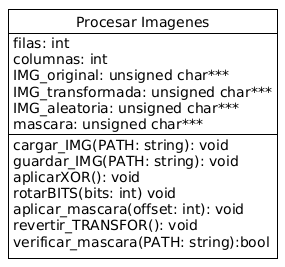 Procesar Imagenes
filas: int
columnas: int
IMG_original: unsigned char***
IMG_transformada: unsigned char***
IMG_aleatoria: unsigned char***
mascara: unsigned char***
cargar_IMG(PATH: string): void
guardar_IMG(PATH: string): void
aplicarXOR(): void
rotarBITS(bits: int) void
aplicar_mascara(offset: int): void
revertir_TRANSFOR(): void
verificar_mascara(PATH: string):bool